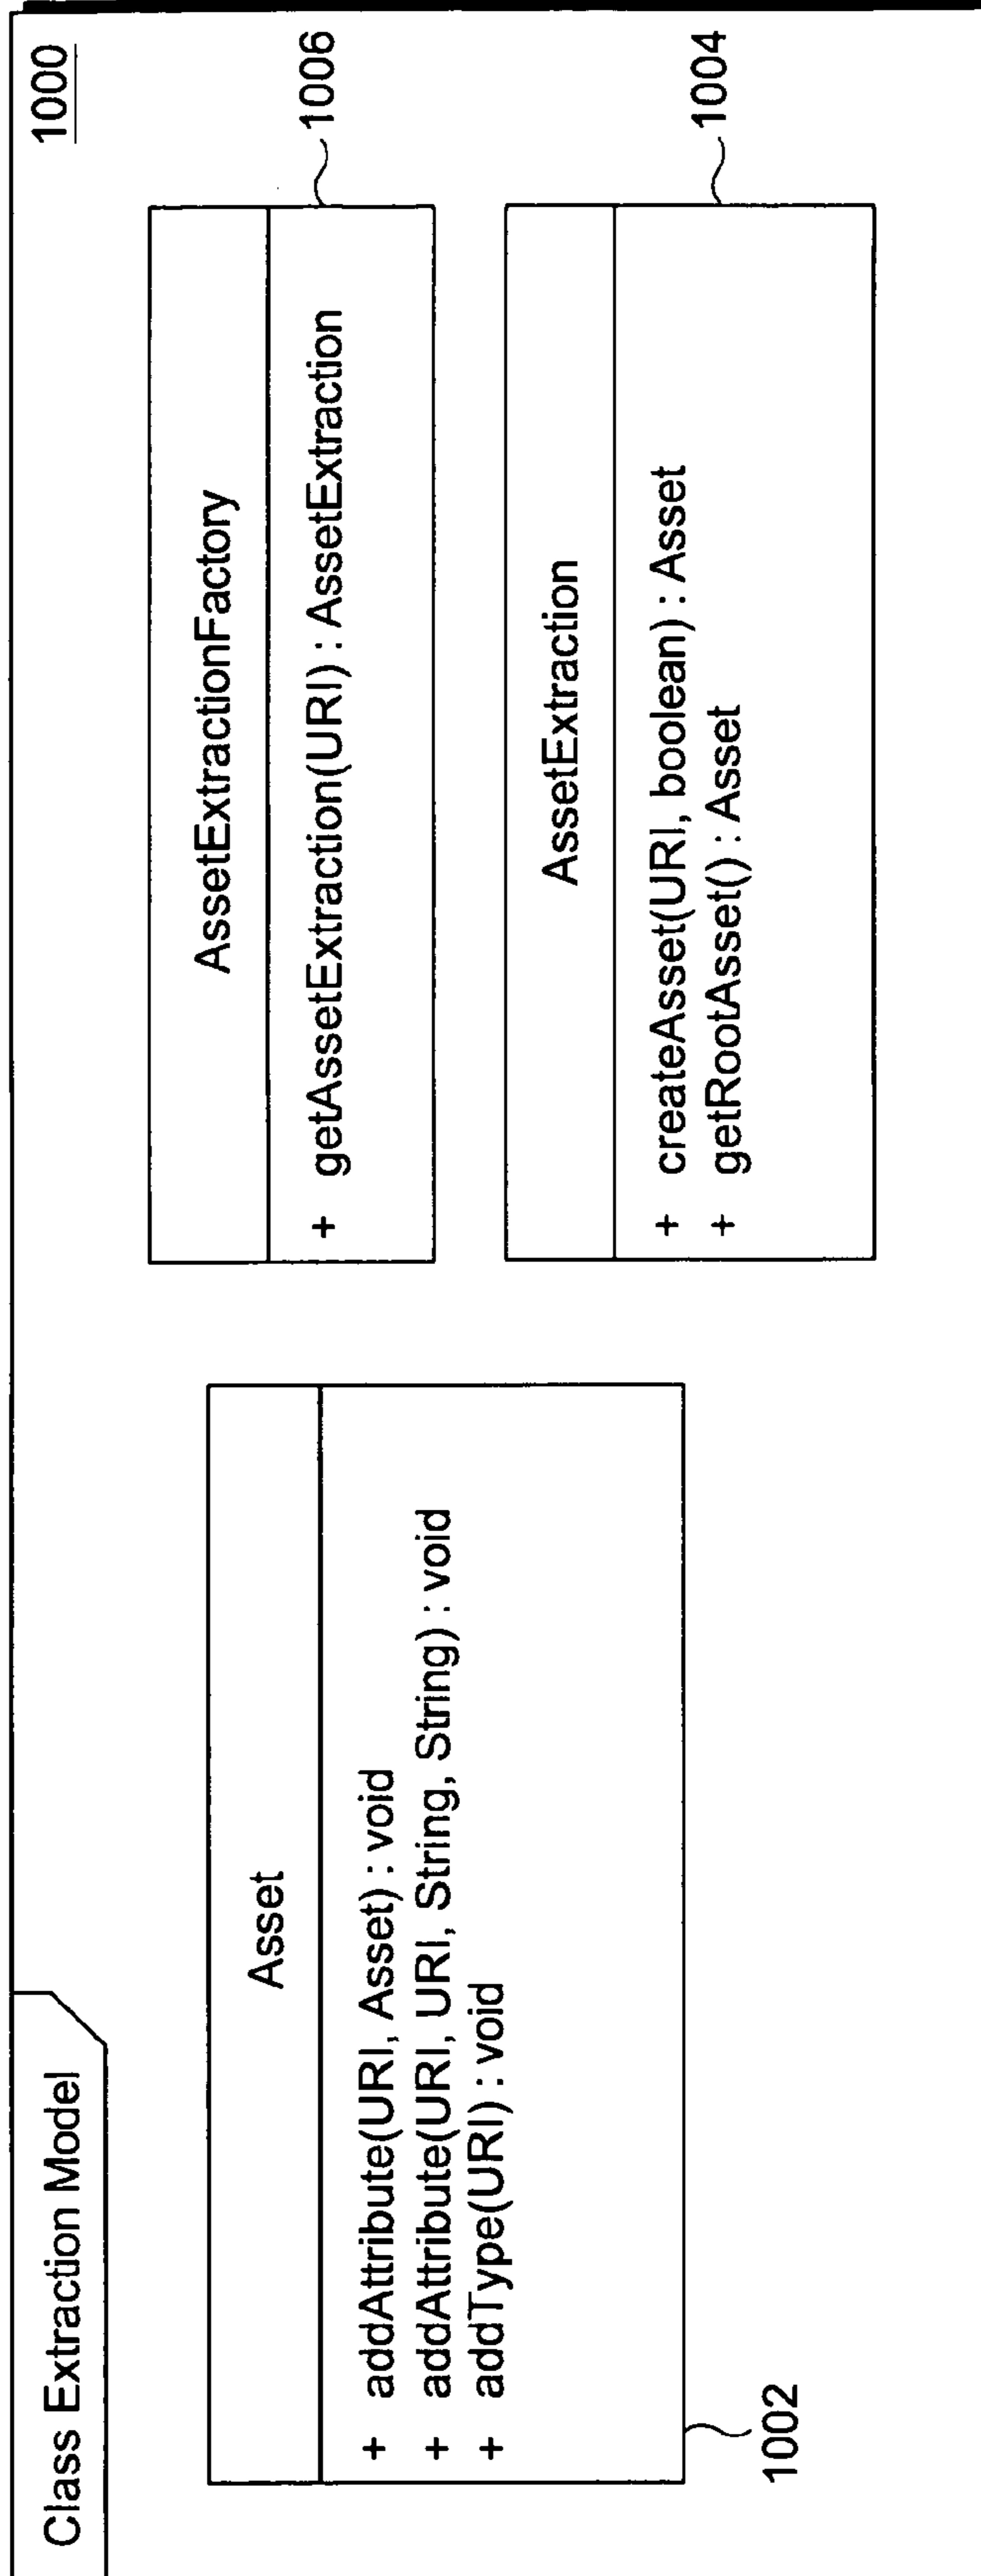 Class Extraction Model
1000
Asset
+ addAttribute(URI, Asset) : void
+ addAttribute(URI, URI, String, String) : void
+ addType(URI) : void
1002
AssetExtractionFactory
+ getAssetExtraction(URI) : AssetExtraction
1006
AssetExtraction
+ createAsset(URI, boolean) : Asset
+ getRootAsset() : Asset
1004